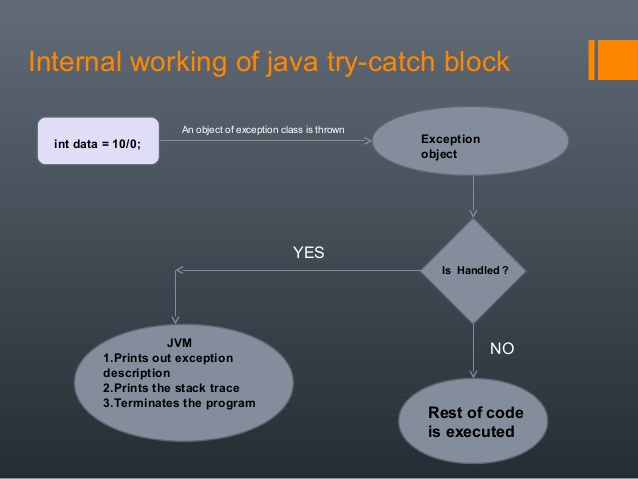 Internal working of java try-catch block
int data = 10/0;
An object of exception class is thrown
Exception
object
Is Handled ?
YES
JVM
1.Prints out exception
description
2.Prints the stack trace
3.Terminates the program
NO
Rest of code
is executed